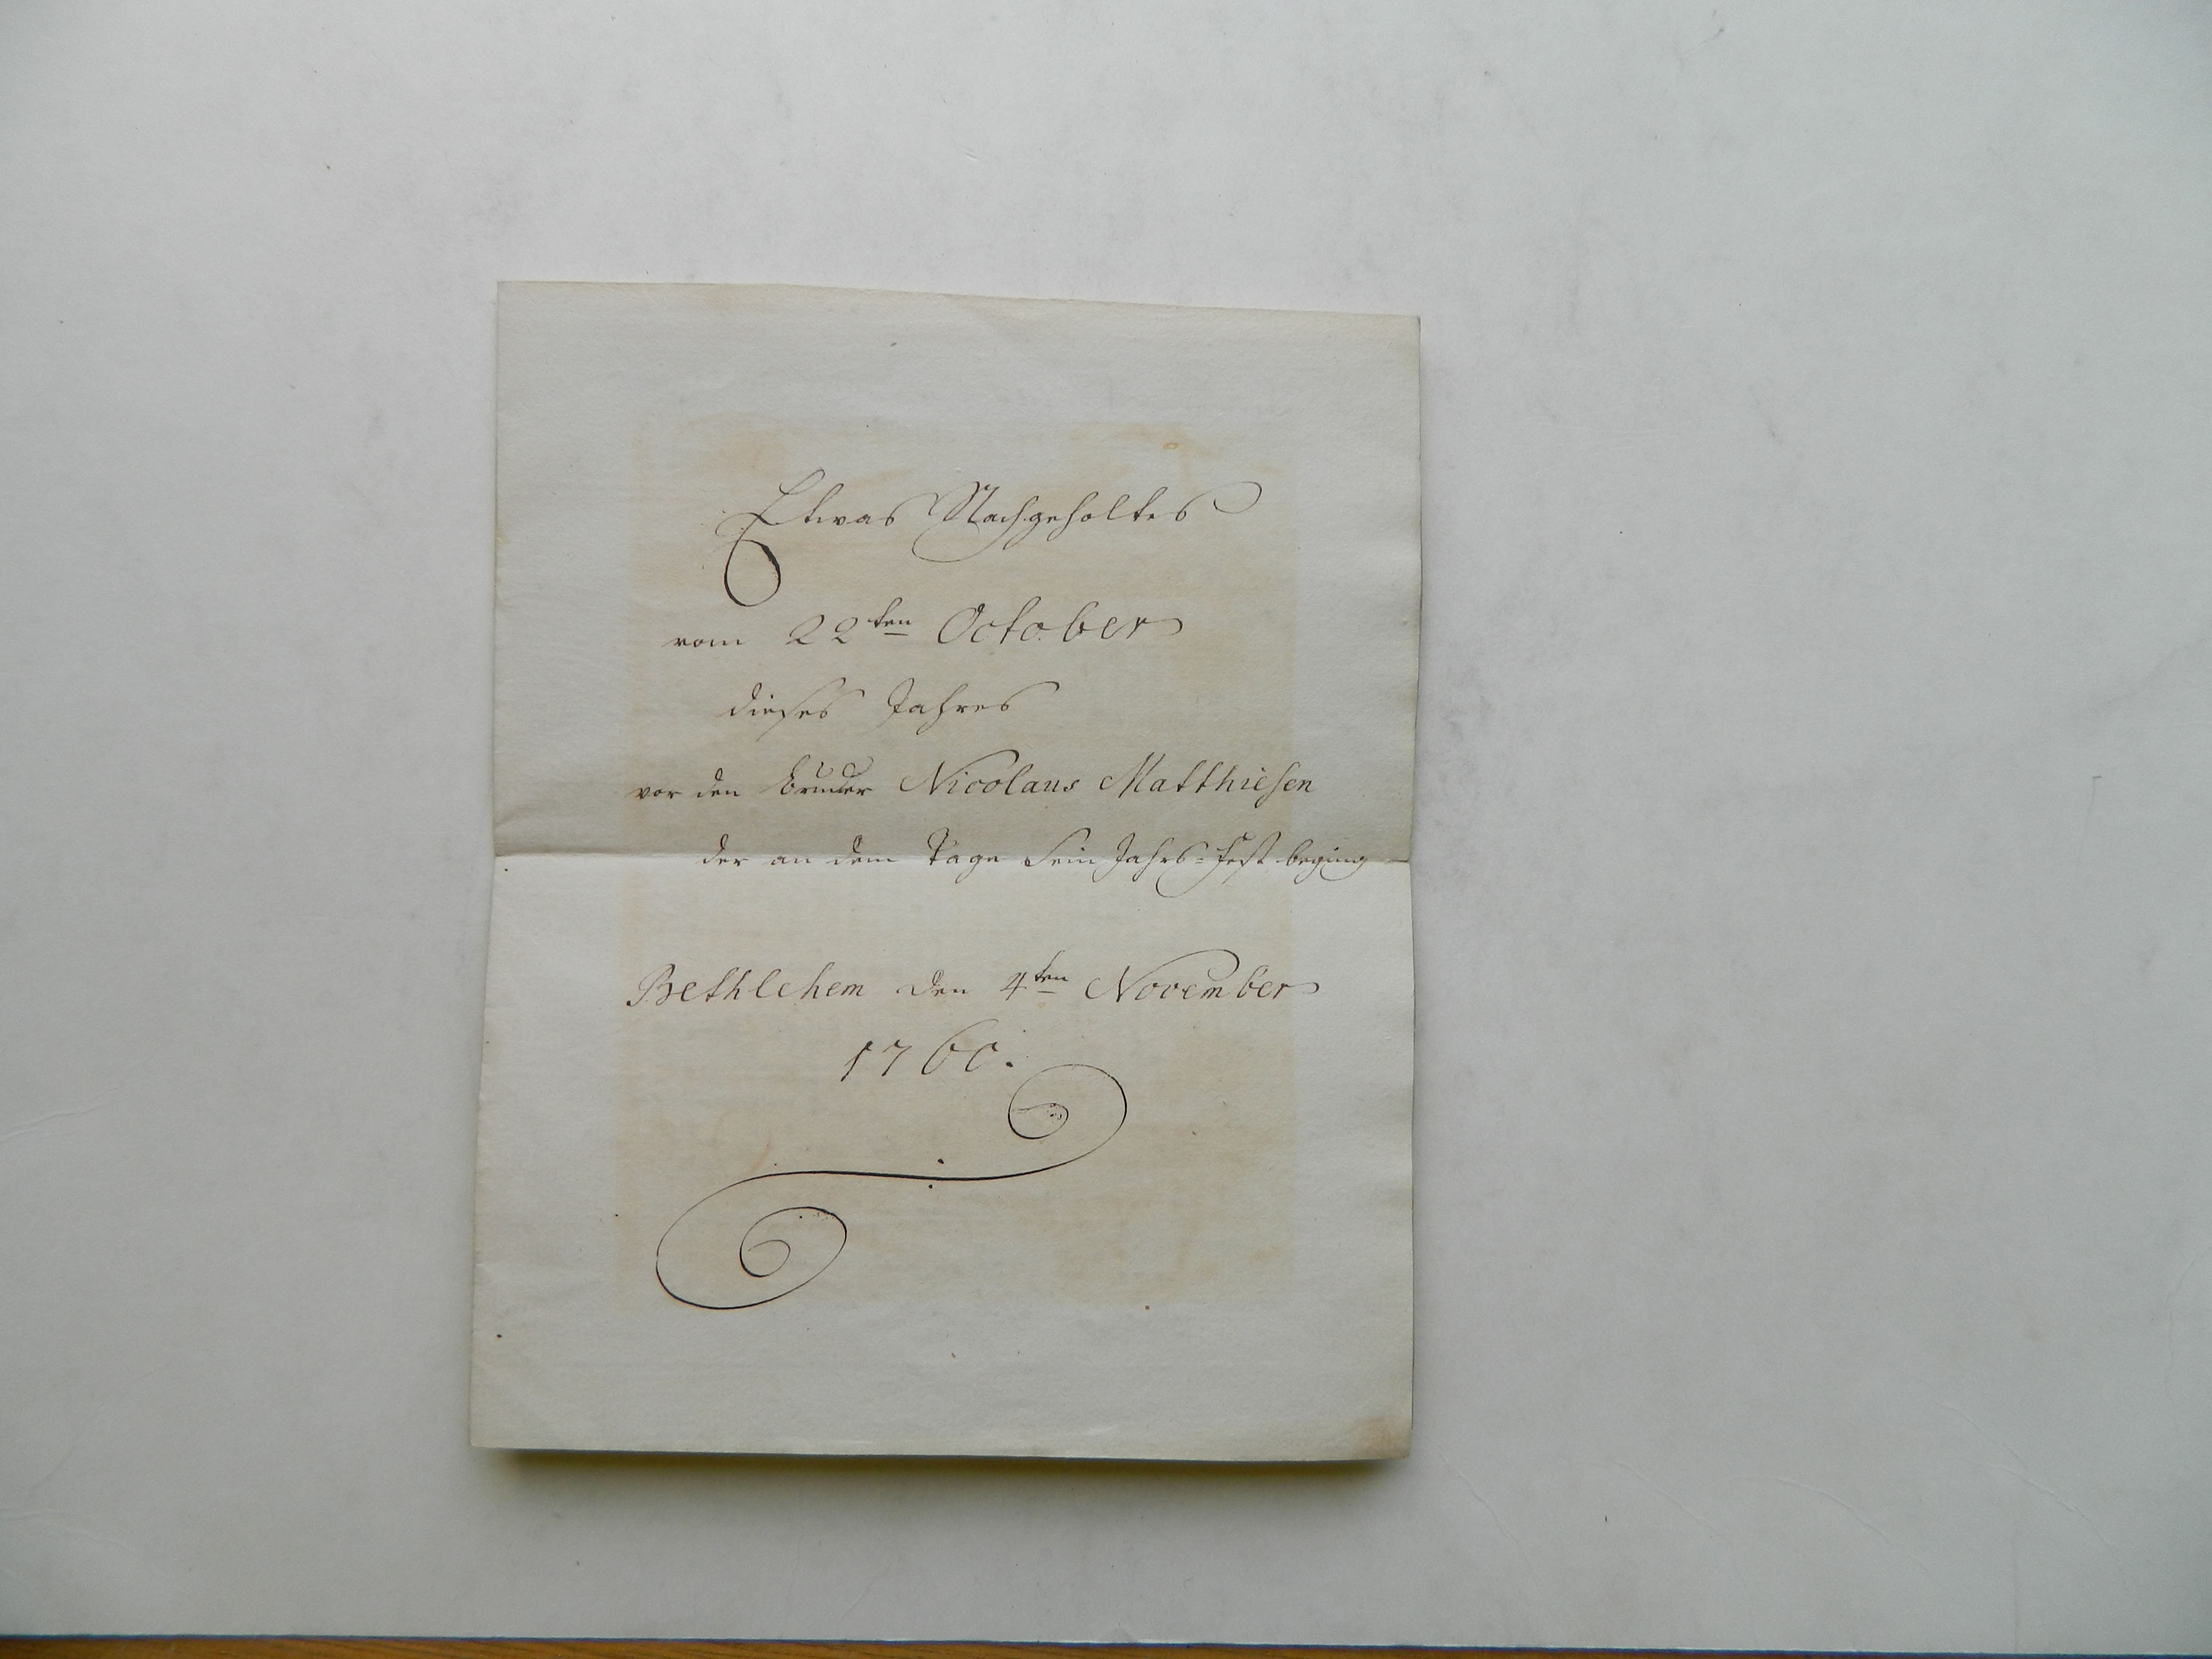 Etwas Nachgeholtes
vom 22ten October
dieses Jahres
vor den Bruder Nicolaus Matthiesen
der an dem Tage Sein Jahrs=Fest beging
Bethlehem den 4ten November
1760.